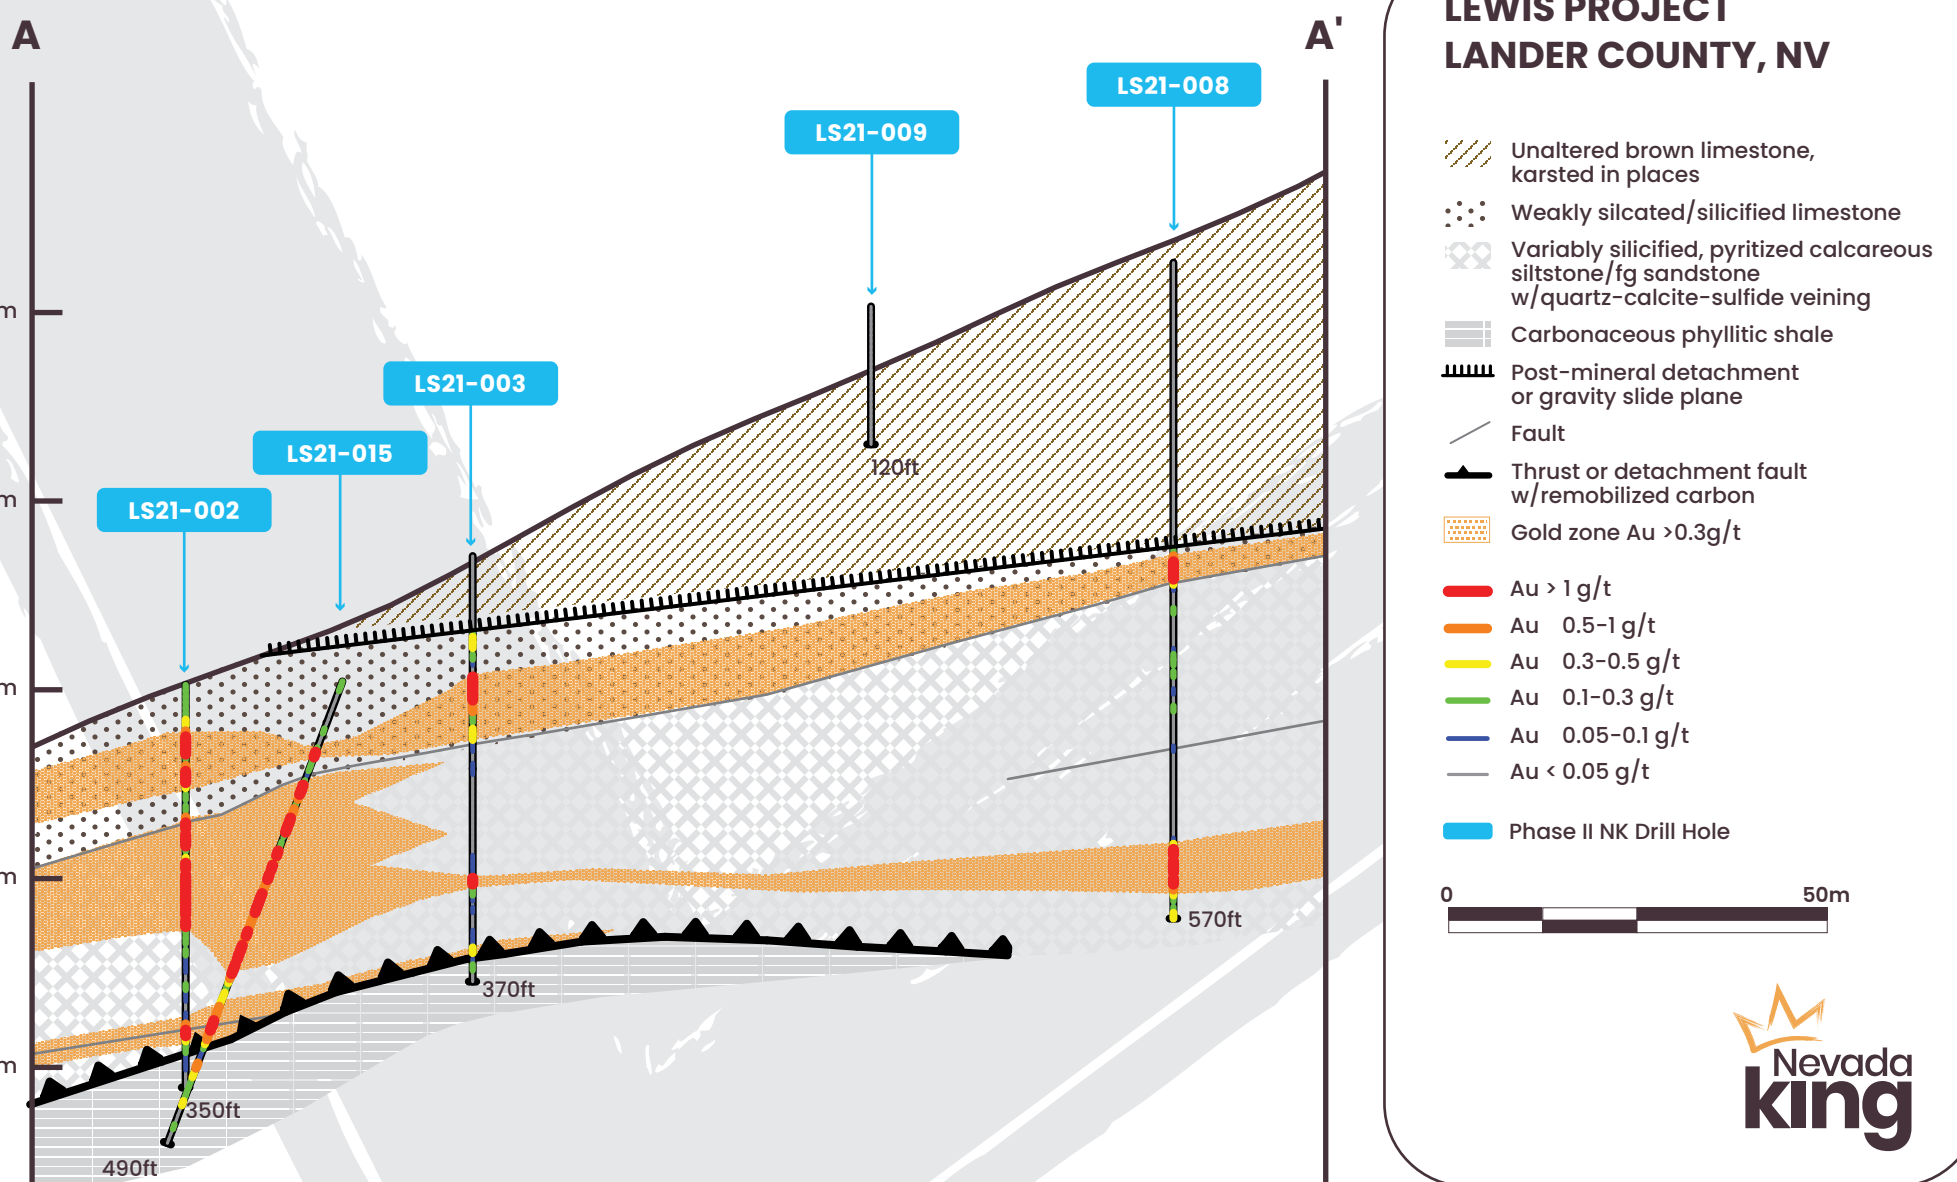 A
A'
LS21-008
LS21-009
LS21-003
LS21-015
LS21-002
m
m
m
m
m
120ft
570ft
370ft
350ft
490ft
LEWIS PROJECT
LANDER COUNTY, NV
Unaltered brown limestone,
karsted in places
Weakly silcated/silicified limestone
Variably silicified, pyritized calcareous
siltstone/fg sandstone
w/quartz-calcite-sulfide veining
Carbonaceous phyllitic shale
Post-mineral detachment
or gravity slide plane
Fault
Thrust or detachment fault
w/remobilized carbon
Gold zone Au >0.3g/t
Au > 1 g/t
Au 0.5-1 g/t
Au 0.3-0.5 g/t
Au 0.1-0.3 g/t
Au 0.05-0.1 g/t
Au < 0.05 g/t
Phase II NK Drill Hole
0 50m
Nevada
king